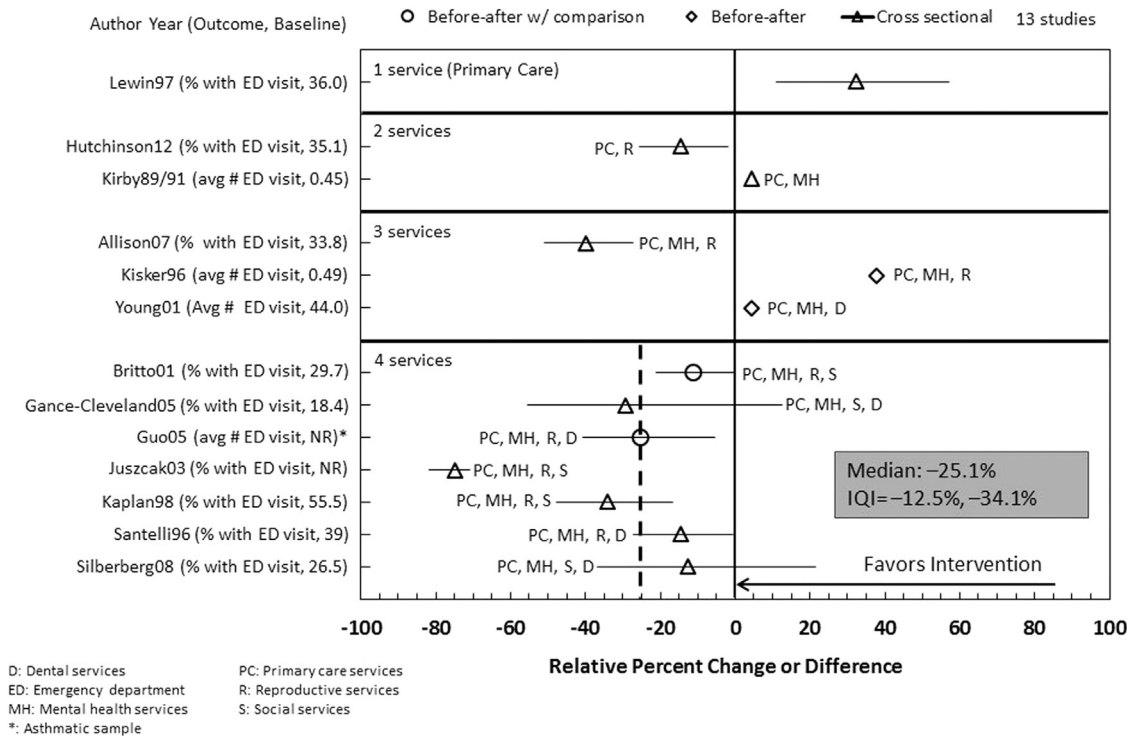 Author Year (Outcome, Baseline)
Before-after w/ comparison
Before-after
Cross sectional
13 studies
1 service (Primary Care)
Lewin97 (% with ED visit, 36.0)
2 services
Hutchinson12 (% with ED visit, 35.1)
PC, R
Kirby89/91 (avg # ED visit, 0.45)
PC, MH
3 services
Allison07 (% with ED visit, 33.8)
PC, MH, R
Kisker96 (avg # ED visit, 0.49)
PC, MH, R
Young01 (Avg # ED visit, 44.0)
PC, MH, D
4 services
Britto01 (% with ED visit, 29.7)
PC, MH, R, S
Gance-Cleveland05 (% with ED visit, 18.4)
PC, MH, S, D
Guo05 (avg # ED visit, NR)*
PC, MH, R, D
Juszcak03 (% with ED visit, NR)
PC, MH, R, S
Kaplan98 (% with ED visit, 55.5)
PC, MH, R, S
Santelli96 (% with ED visit, 39)
PC, MH, R, D
Silberberg08 (% with ED visit, 26.5)
PC, MH, S, D
Median: −25.1%
IQI= −12.5%, −34.1%
Favors Intervention
-100 -80 -60 -40 -20 0 20 40 60 80 100
Relative Percent Change or Difference
D: Dental services
ED: Emergency department
MH: Mental health services
*: Asthmatic sample
PC: Primary care services
R: Reproductive services
S: Social services